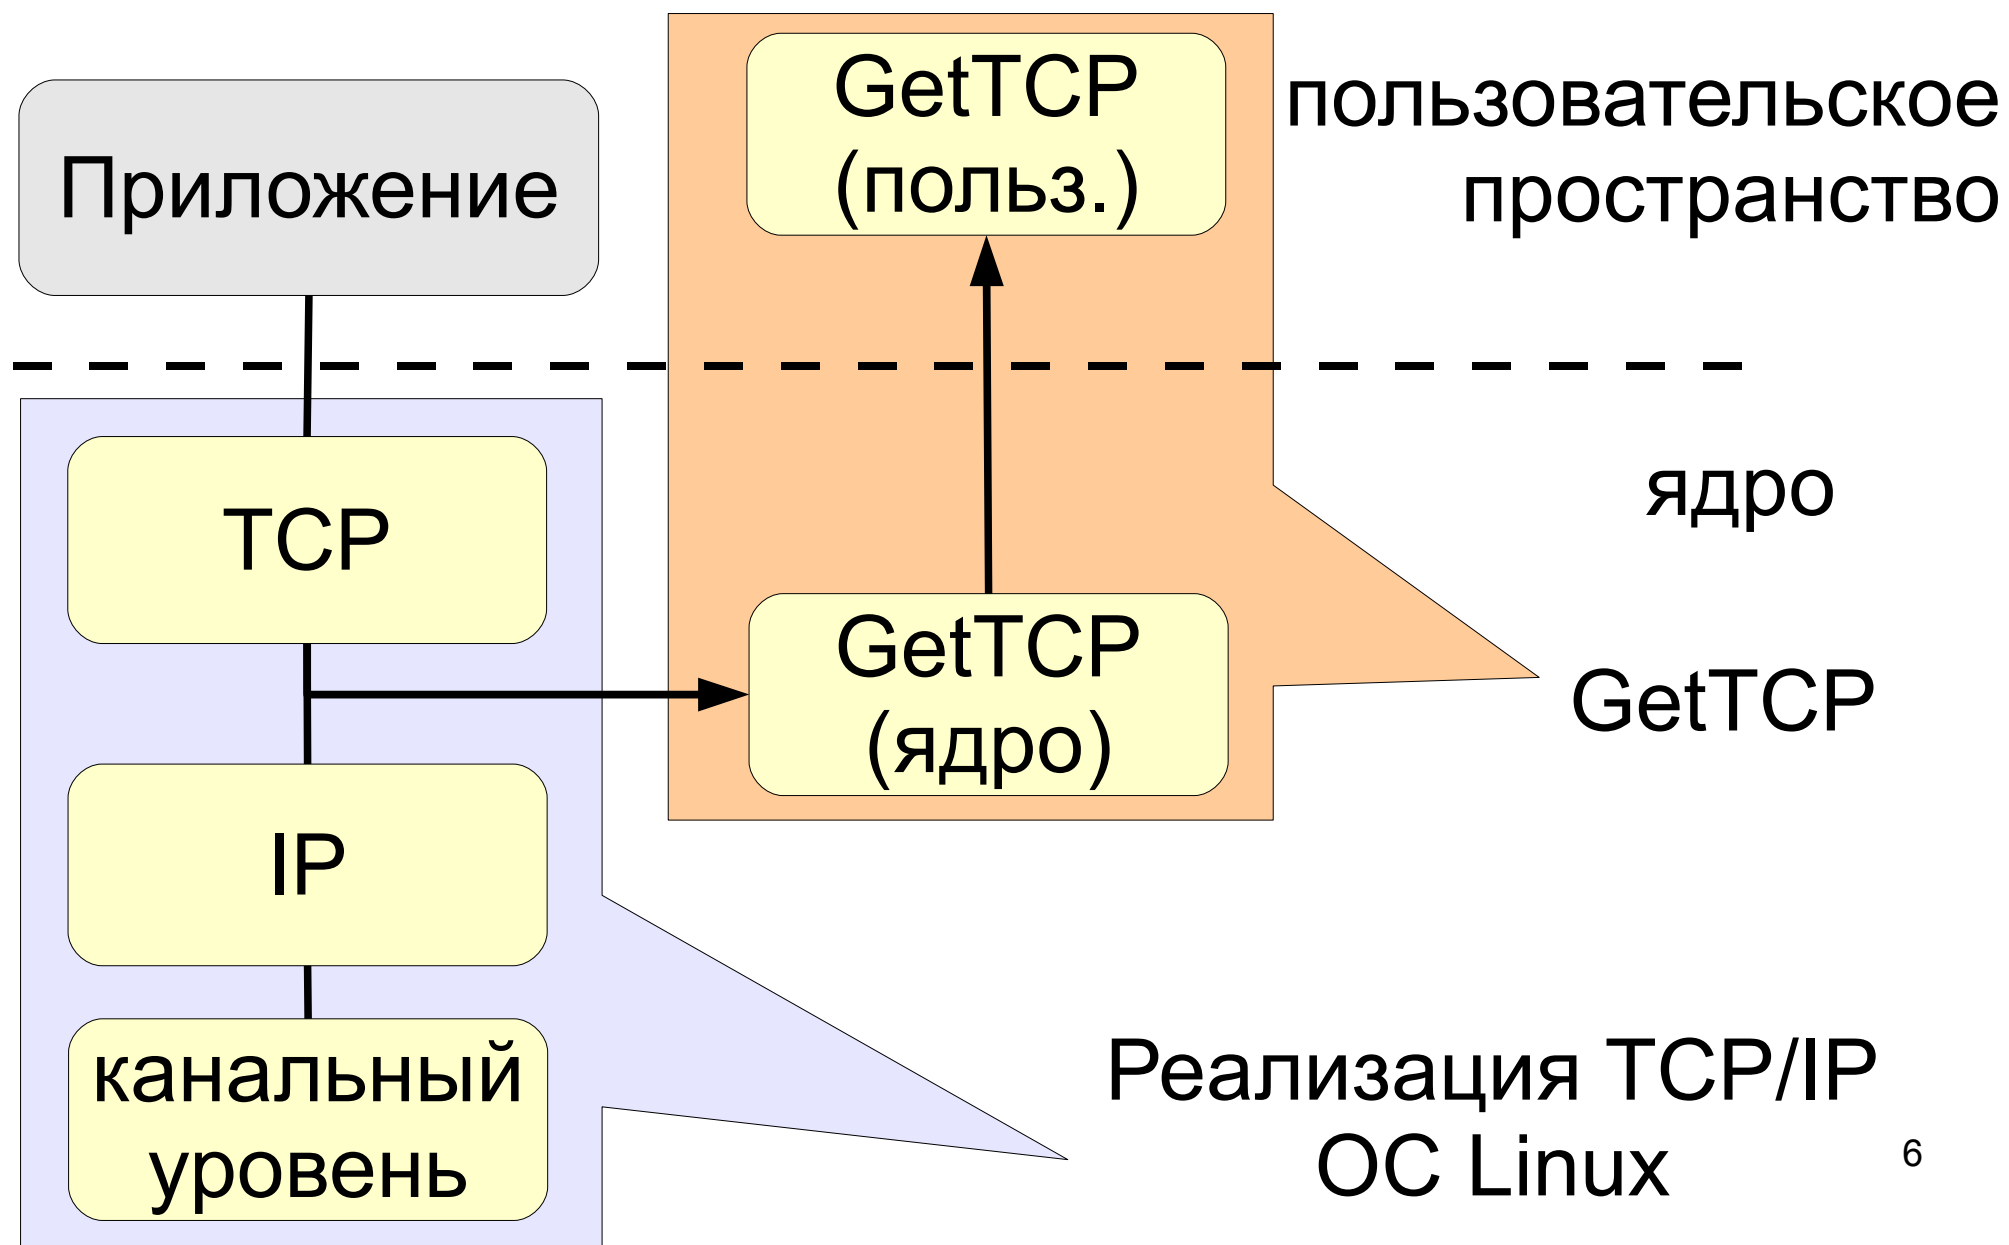 GetTCP
(польз.)
пользовательское
пространство
Приложение
ядро
TCP
GetTCP
(ядро)
GetTCP
IP
канальный
уровень
Реализация TCP/IP
ОС Linux
6